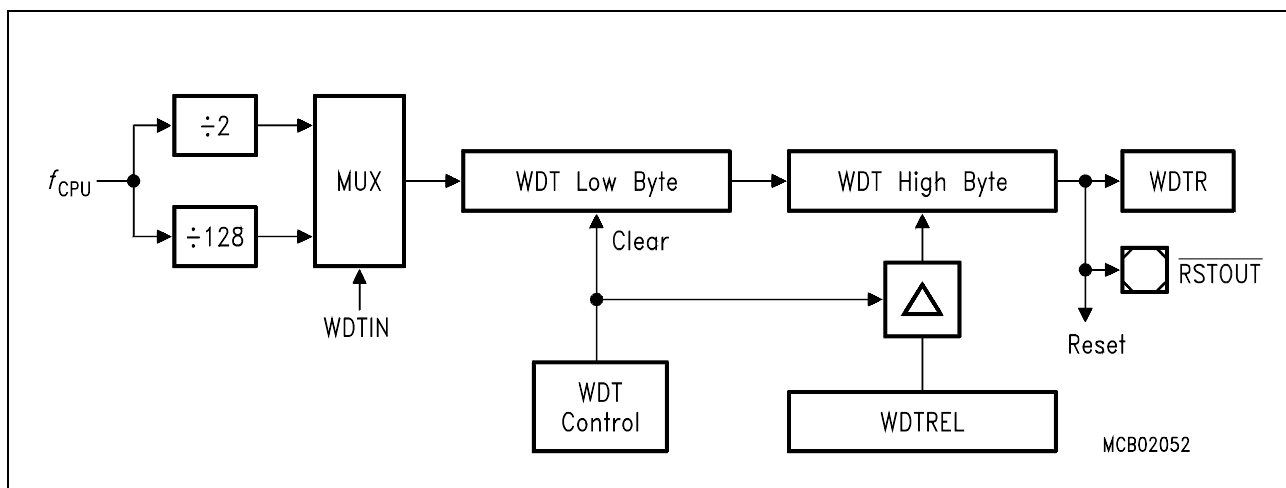 ÷2
fCPU
÷128
MUX
WDTIN
WDT Low Byte
WDT High Byte
WDTR
Clear
RSTOUT
Reset
WDT
Control
WDTREL
MCB02052